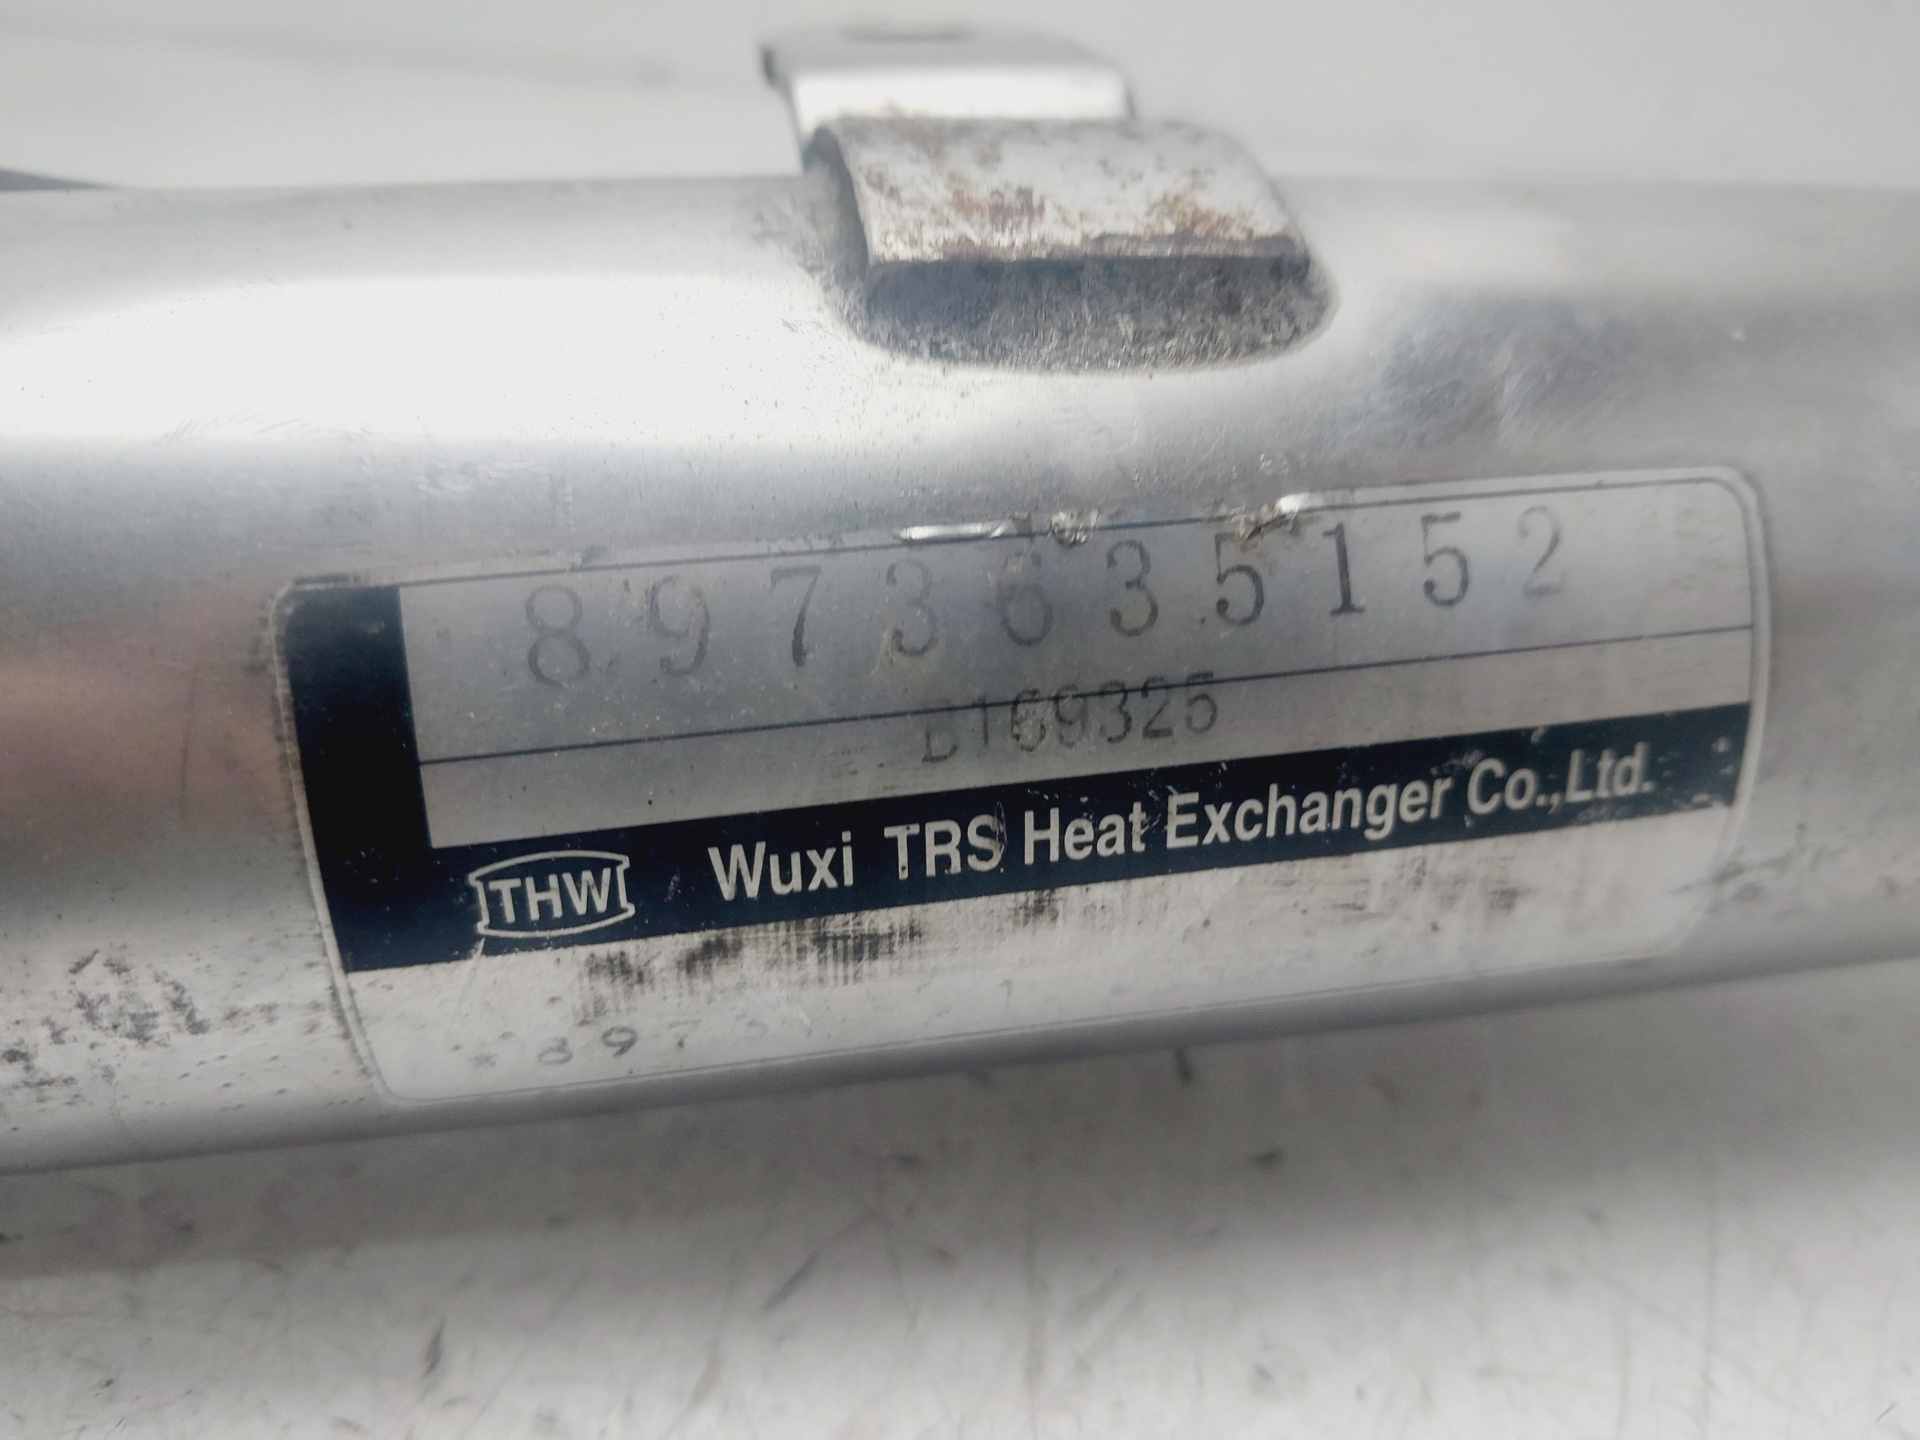 8973635152
B169325
THW Wuxi TRS Heat Exchanger Co.,Ltd.